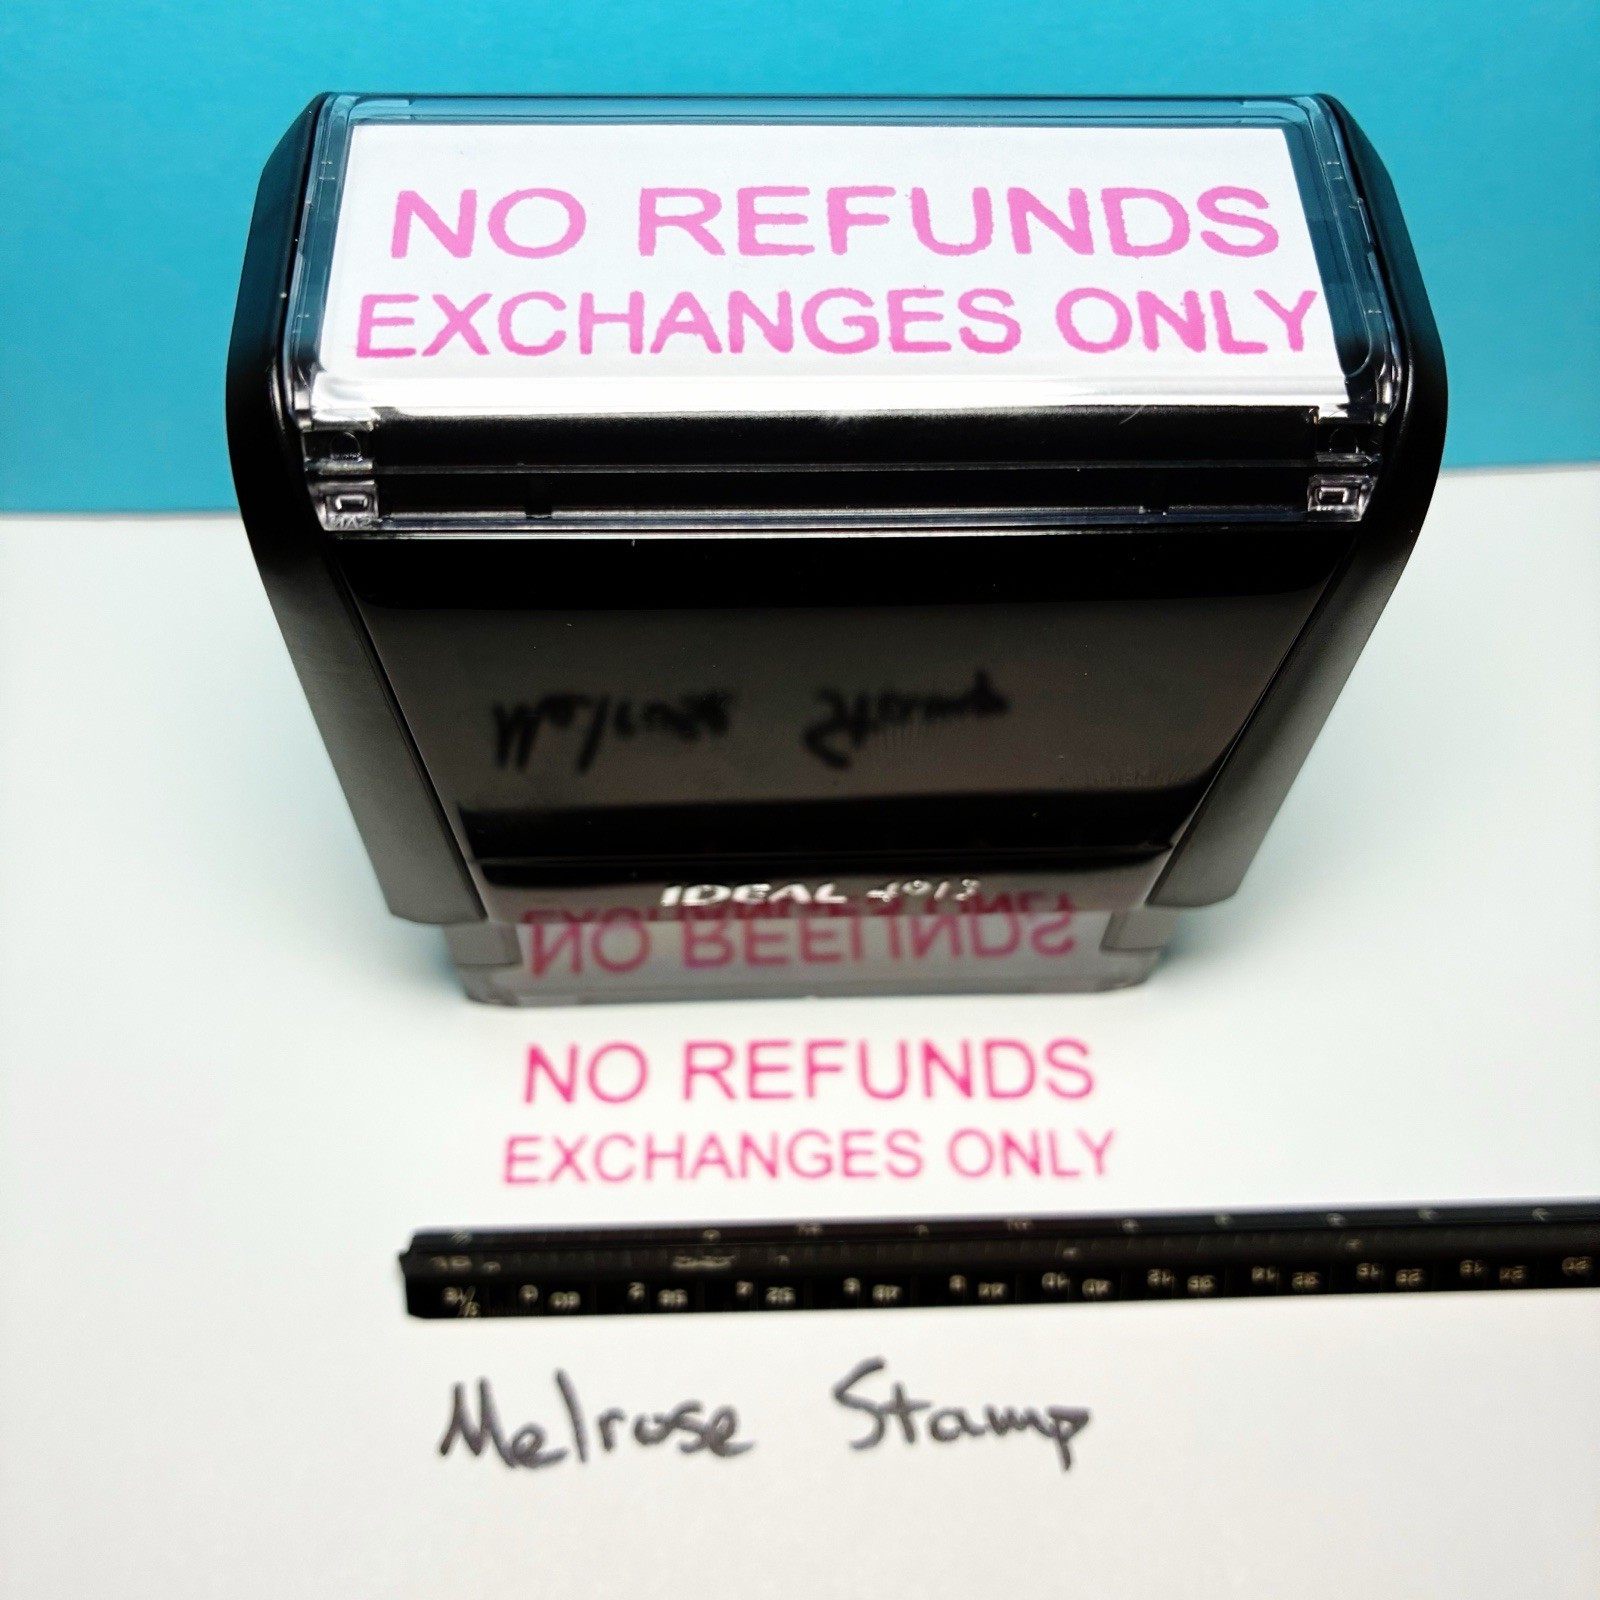 NO REFUNDS
EXCHANGES ONLY
IDEAL 4913
NO REFUNDS
EXCHANGES ONLY
Melrose Stamp